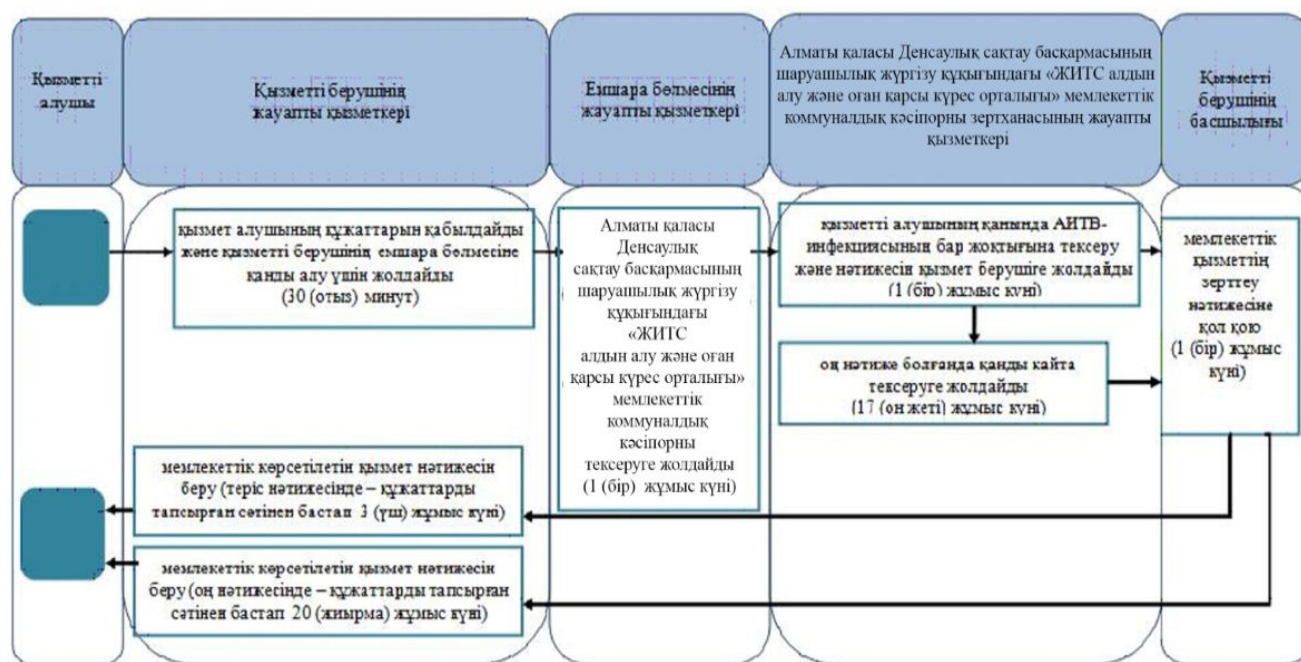 Қызметті
алушы
Қызметті берушінің
жауапты қызметкері
Емшара бөлмесінің
жауапты қызметкері
Алматы қаласы Денсаулық сақтау басқармасының
шаруашылық жүргізу құқығындағы «ЖИТС алдын
алу және оған қарсы күрес орталығы» мемлекеттік
коммуналдық кәсіпорны зертханасының жауапты
қызметкері
Қызметті
берушінің
басшылығы
қызмет алушының құжаттарын қабылдайды
және қызметті берушінің емшара бөлмесіне
қанды алу үшін жолдайды
(30 (отыз) минут)
Алматы қаласы
Денсаулық
сақтау басқармасының
шаруашылық жүргізу
құқығындағы
«ЖИТС
алдын алу және оған
қарсы күрес орталығы»
мемлекеттік
коммуналдық
кәсіпорны
тексеруге жолдайды
(1 (бір) жұмыс күні)
қызметті алушының қанында АИТВ-
инфекциясының бар жоқтығына тексеру
және нәтижесін қызмет берушіге жолдайды
(1 (бір) жұмыс күні)
оң нәтиже болғанда қанды кайта
тексеруге жолдайды
(17 (он жеті) жұмыс күні)
мемлекеттік
қызметтің
зерттеу
нәтижесіне
қол қою
(1 (бір) жұмыс
күні)
мемлекеттік көрсетілетін қызмет нәтижесін
беру (теріс нәтижесінде – құжаттарды
тапсырған сәтінен бастап 3 (үш) жұмыс күні)
мемлекеттік көрсетілетін қызмет нәтижесін
беру (оң нәтижесінде – құжаттарды тапсырған
сәтінен бастап 20 (жиырма) жұмыс күні)